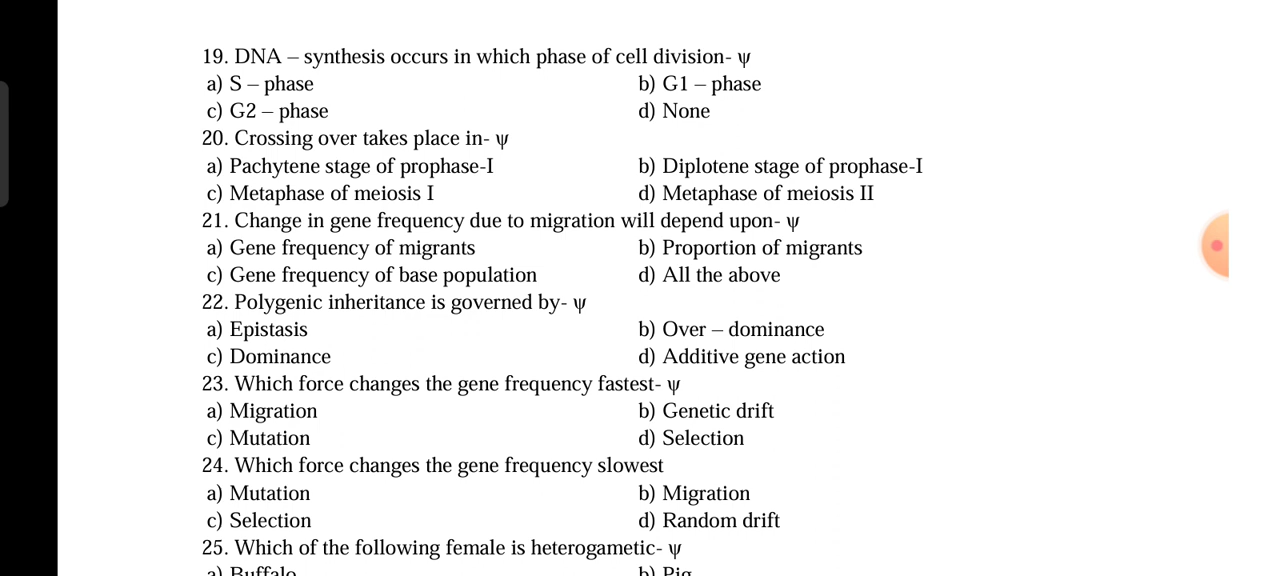 19. DNA – synthesis occurs in which phase of cell division- ψ
a) S – phase b) G1 – phase
c) G2 – phase d) None
20. Crossing over takes place in- ψ
a) Pachytene stage of prophase-I b) Diplotene stage of prophase-I
c) Metaphase of meiosis I d) Metaphase of meiosis II
21. Change in gene frequency due to migration will depend upon- ψ
a) Gene frequency of migrants b) Proportion of migrants
c) Gene frequency of base population d) All the above
22. Polygenic inheritance is governed by- ψ
a) Epistasis b) Over – dominance
c) Dominance d) Additive gene action
23. Which force changes the gene frequency fastest- ψ
a) Migration b) Genetic drift
c) Mutation d) Selection
24. Which force changes the gene frequency slowest
a) Mutation b) Migration
c) Selection d) Random drift
25. Which of the following female is heterogametic- ψ
a) Buffalo b) Pig